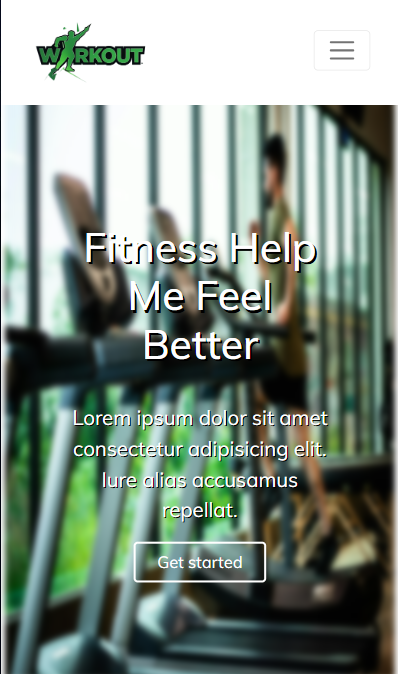 WORKOUT
Fitness Help
Me Feel
Better
Lorem ipsum dolor sit amet
consectetur adipisicing elit.
Iure alias accusamus
repellat.
Get started